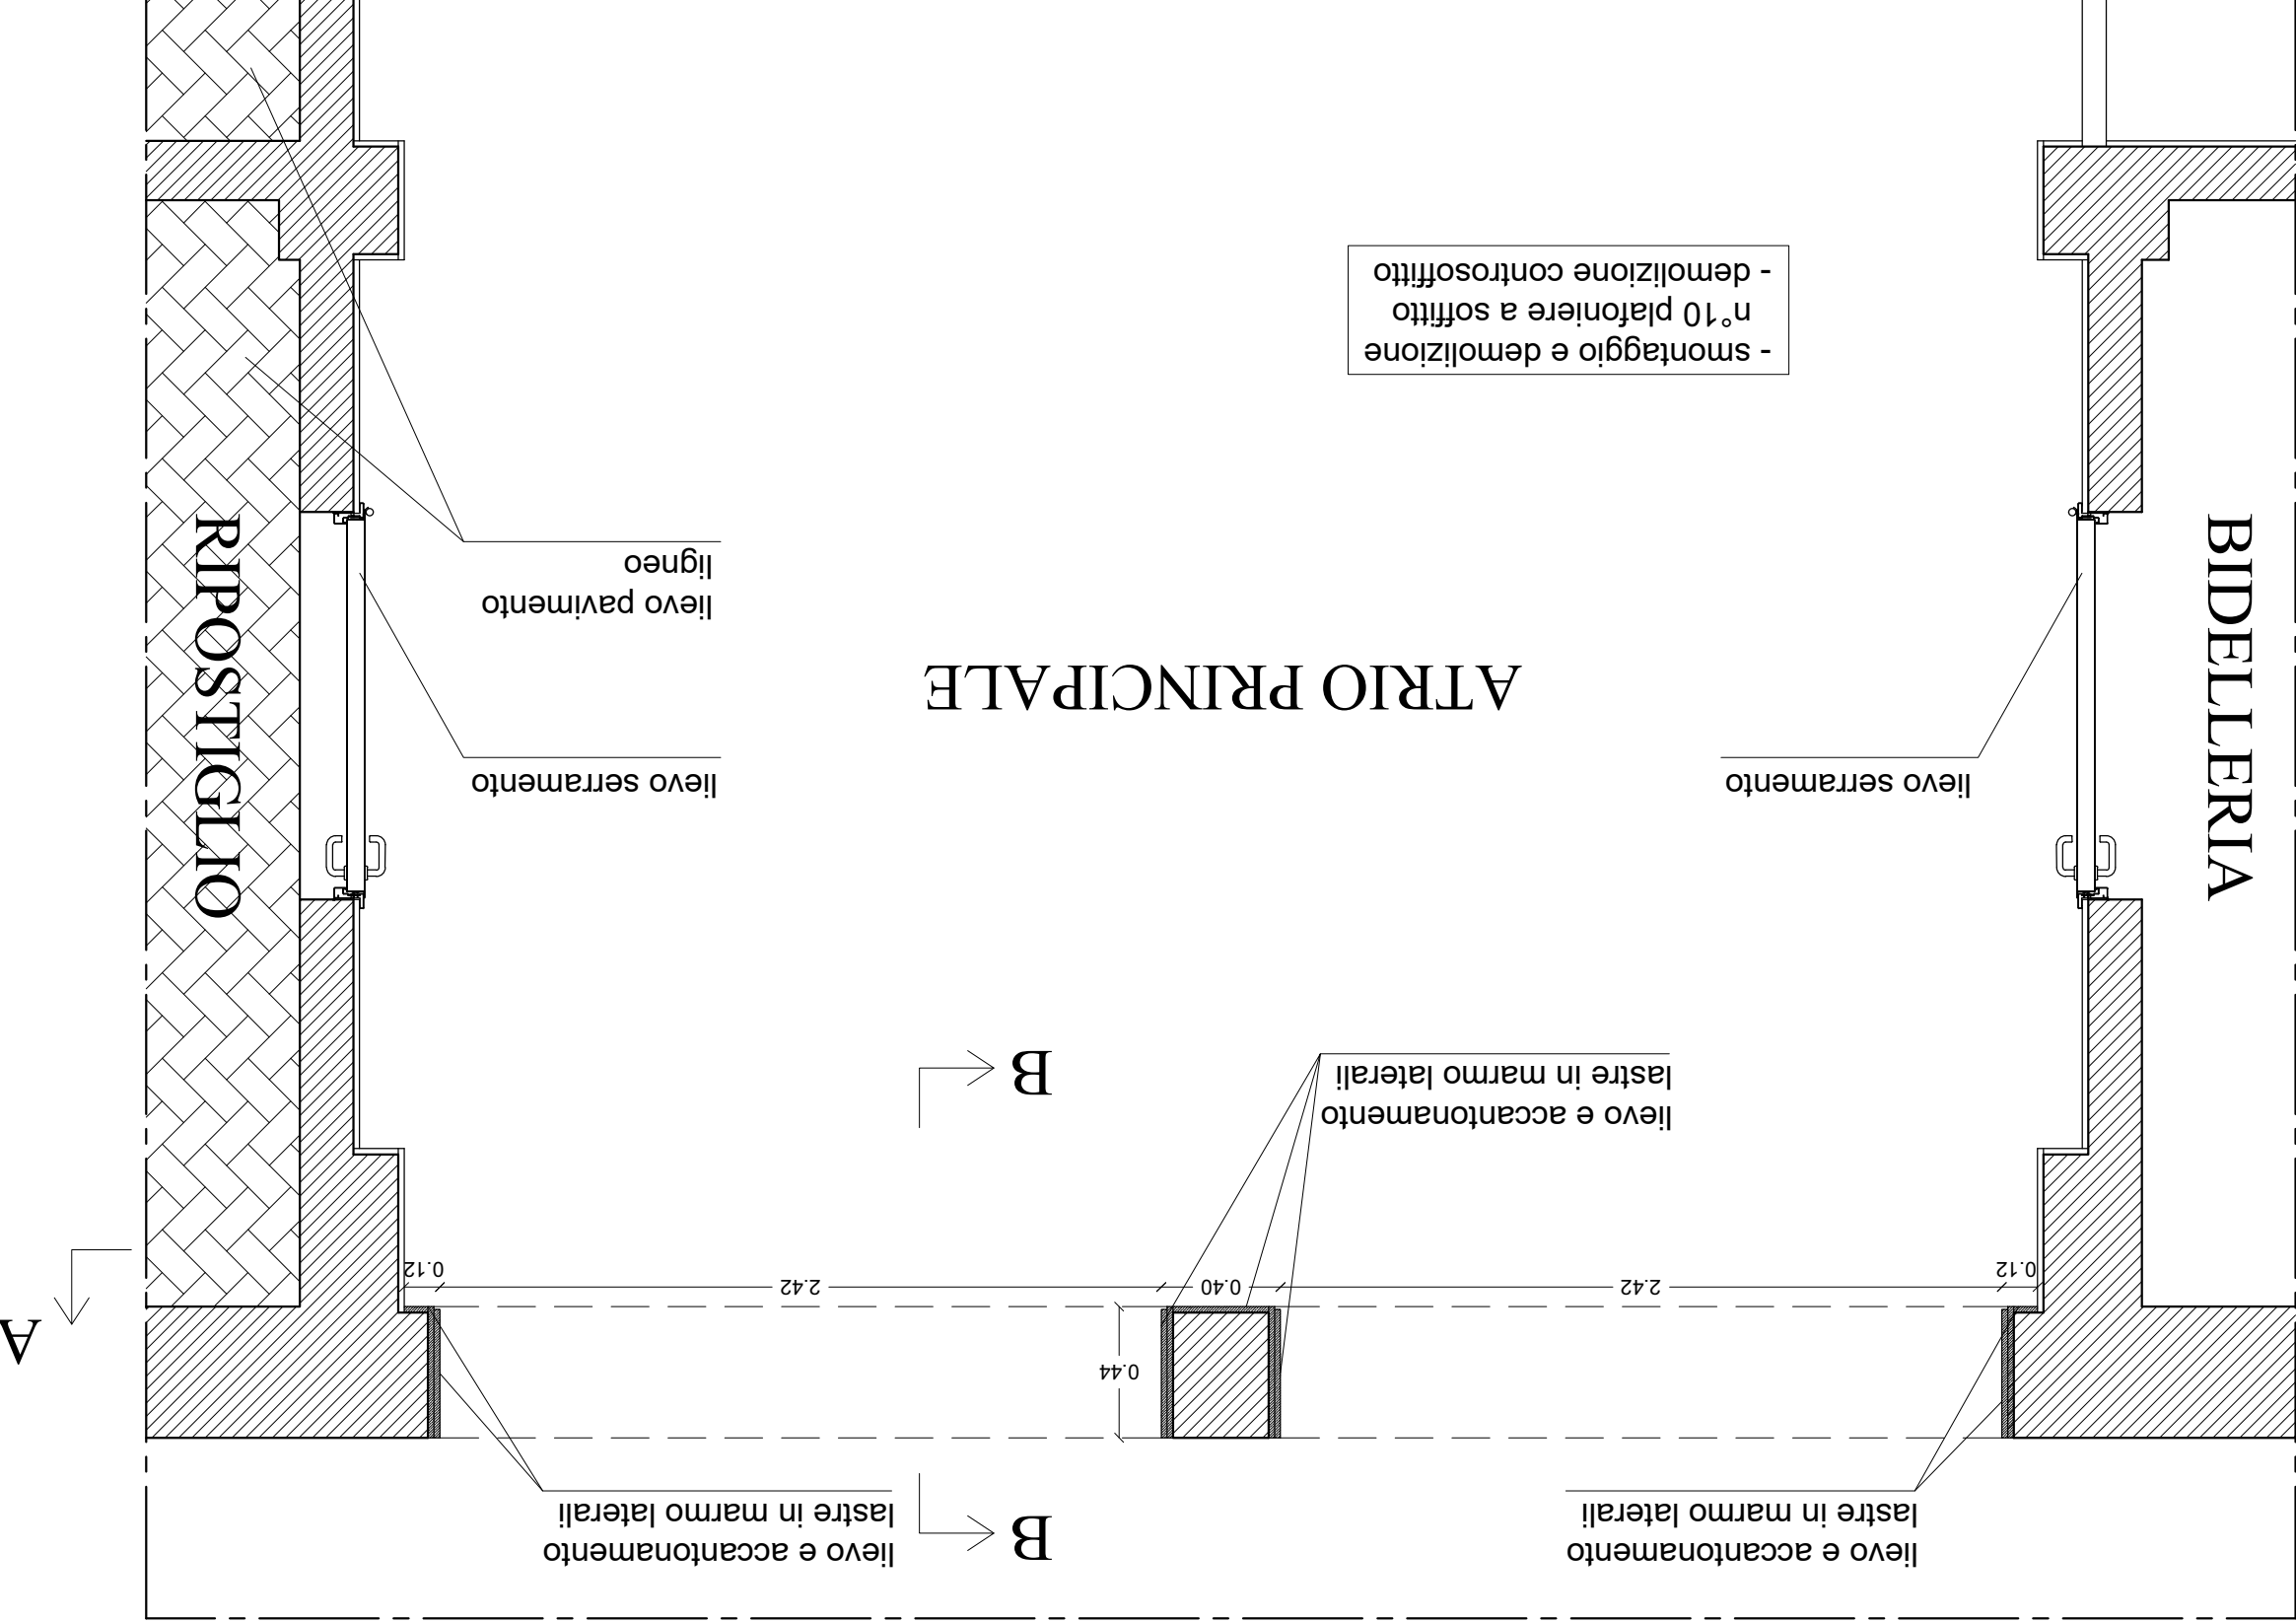 lievo e accantonamento
lastre in marmo laterali
B
lievo e accantonamento
lastre in marmo laterali
A
0.44
0.12
2.42
0.40
2.42
0.12
lievo e accantonamento
lastre in marmo laterali
B
lievo serramento
lievo serramento
BIDELLERIA
ATRIO PRINCIPALE
RIPOSTIGLIO
lievo pavimento
ligneo
- smontaggio e demolizione
n°10 plafoniere a soffitto
- demolizione controsoffitto